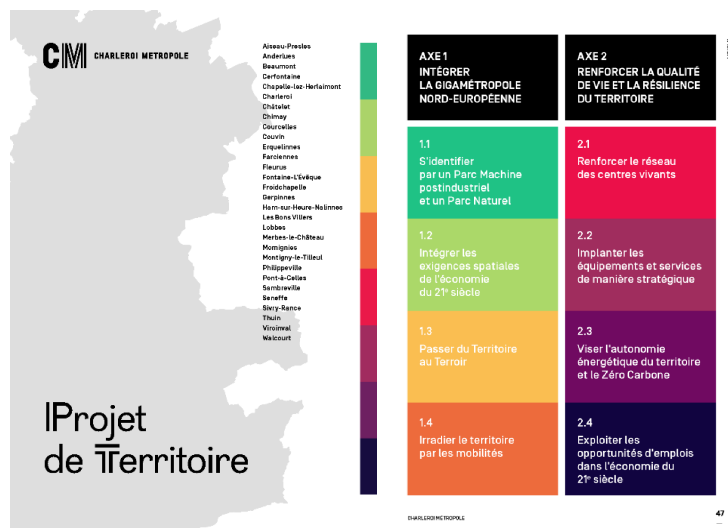 CM CHARLEROI METROPOLE
Aiseau-Presles
Anderlues
Beaumont
Cerfontaine
Chapelle-lez-Herlaimont
Charleroi
Châtelet
Chimay
Courcelles
Couvin
Erquelinnes
Farciennes
Fleurus
Fontaine-L'Évêque
Froidchapelle
Gerpinnes
Ham-sur-Heure-Nalinnes
Les Bons Villers
Lobbes
Merbes-le-Château
Momignies
Montigny-le-Tilleul
Philippeville
Pont-à-Celles
Sambreville
Seneffe
Sivry-Rance
Thuin
Viroinval
Walcourt
Projet
de Territoire
AXE 1
INTÉGRER
LA GIGAMÉTROPOLE
NORD-EUROPÉENNE
1.1
S'identifier
par un Parc Machine
postindustriel
et un Parc Naturel
1.2
Intégrer les
exigences spatiales
de l'économie
du 21e siècle
1.3
Passer du Territoire
au Terroir
1.4
Irradier le territoire
par les mobilités
AXE 2
RENFORCER LA QUALITÉ
DE VIE ET LA RÉSILIENCE
DU TERRITOIRE
2.1
Renforcer le réseau
des centres vivants
2.2
Implanter les
équipements et services
de manière stratégique
2.3
Viser l'autonomie
énergétique du territoire
et le Zéro Carbone
2.4
Exploiter les
opportunités d'emplois
dans l'économie du
21e siècle
CHARLEROI METROPOLE
47